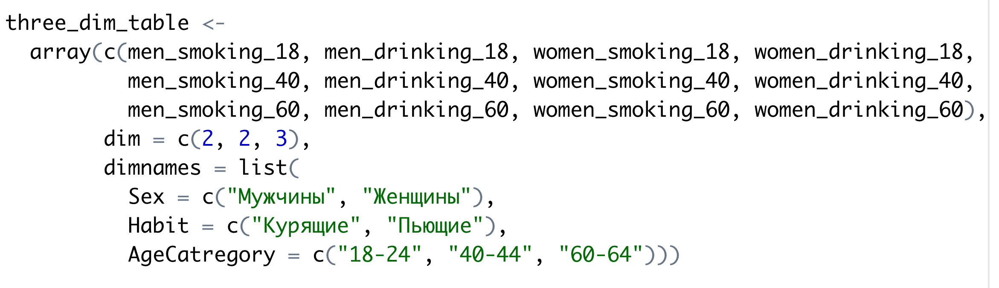 three_dim_table <-
array(c(men_smoking_18, men_drinking_18, women_smoking_18, women_drinking_18,
men_smoking_40, men_drinking_40, women_smoking_40, women_drinking_40,
men_smoking_60, men_drinking_60, women_smoking_60, women_drinking_60),
dim = c(2, 2, 3),
dimnames = list(
Sex = c("Мужчины", "Женщины"),
Habit = c("Курящие", "Пьющие"),
AgeCatregory = c("18-24", "40-44", "60-64")))